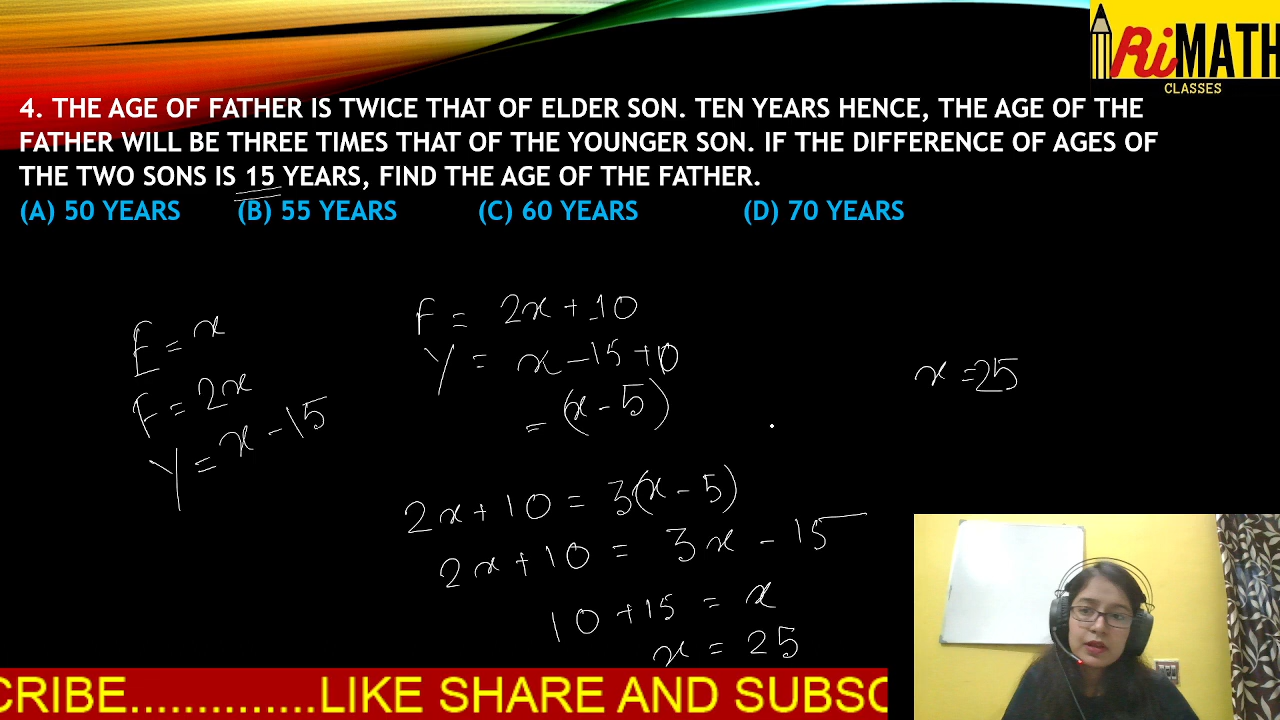 RiMATH
CLASSES
4. THE AGE OF FATHER IS TWICE THAT OF ELDER SON. TEN YEARS HENCE, THE AGE OF THE
FATHER WILL BE THREE TIMES THAT OF THE YOUNGER SON. IF THE DIFFERENCE OF AGES OF
THE TWO SONS IS 15 YEARS, FIND THE AGE OF THE FATHER.
(A) 50 YEARS (B) 55 YEARS (C) 60 YEARS (D) 70 YEARS
E = x
F = 2x
Y = x - 15
F = 2x + 10
Y = x - 15 + 10
= (x - 5)
2x + 10 = 3(x - 5)
2x + 10 = 3x - 15
10 + 15 = x
x = 25
x = 25
CRIBE..............LIKE SHARE AND SUBSC